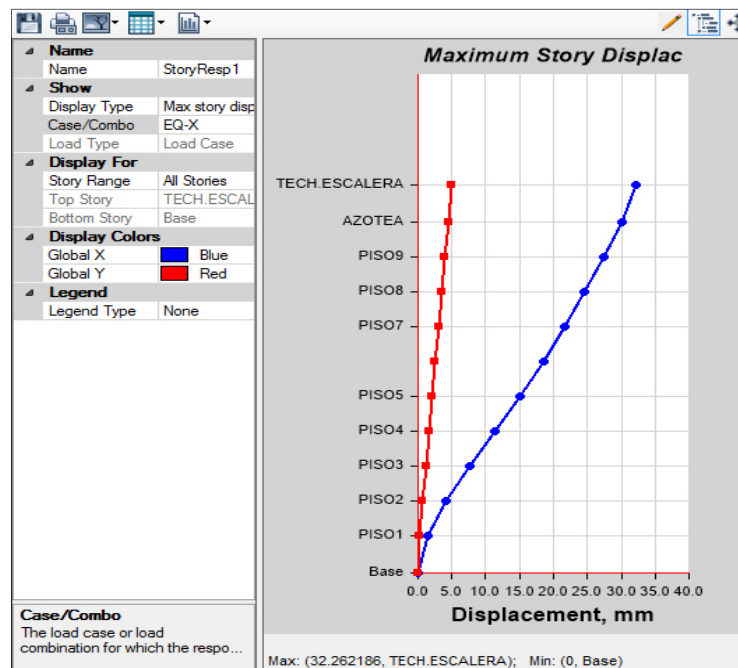 Name
Name StoryResp1
Show
Display Type Max story disp
Case/Combo EQ-X
Load Type Load Case
Display For
Story Range All Stories
Top Story TECH.ESCAL
Bottom Story Base
Display Colors
Global X Blue
Global Y Red
Legend
Legend Type None
Case/Combo
The load case or load
combination for which the respo...
Maximum Story Displac
TECH.ESCALERA
AZOTEA
PISO9
PISO8
PISO7
PISO5
PISO4
PISO3
PISO2
PISO1
Base
0.0 5.0 10.0 15.0 20.0 25.0 30.0 35.0 40.0
Displacement, mm
Max: (32.262186, TECH.ESCALERA); Min: (0, Base)